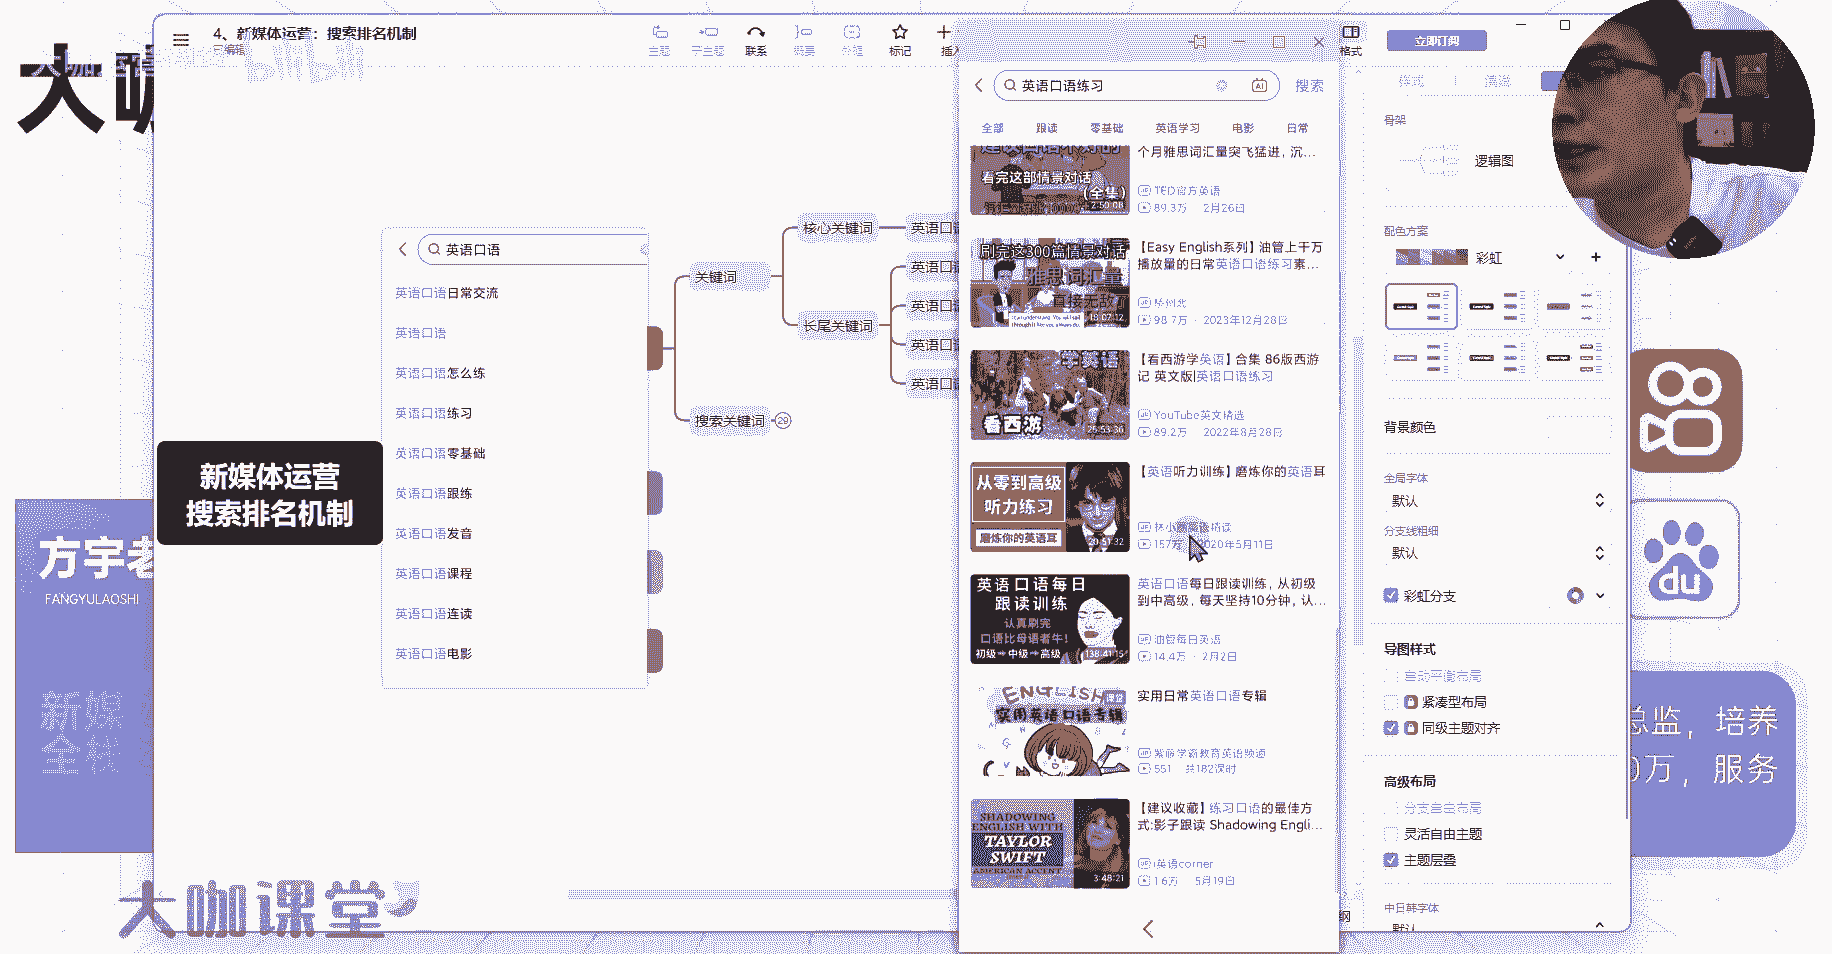 4、新媒体运营：搜索排名机制
已编辑
主题
子主题
联系
概要
外框
标记
插入
格式
立即订阅
bilibili
大咖
新媒体运营
搜索排名机制
方宇老
FANGYULAOSHI
新媒
全栈
英语口语
英语口语日常交流
英语口语
英语口语怎么练
英语口语练习
英语口语零基础
英语口语跟练
英语口语发音
英语口语课程
英语口语连读
英语口语电影
关键词
核心关键词
长尾关键词
搜索关键词
29
英语口
英语口
英语口
英语口
英语口
英语口语练习
AI
搜索
全部
跟读
零基础
英语学习
电影
日常
看完这部情景对话
(全集)
2:50:08
个月雅思词汇量突飞猛进，沉...
TED官方英语
89.3万 2月26日
刷完这300篇情景对话
雅思词汇量
直接无敌了
18:07:12
【Easy English系列】油管上千万
播放量的日常英语口语练习素...
98.7万 · 2023年12月28日
学英语
看西游
26:53:30
【看西游学英语】合集 86版西游
记 英文版|英语口语练习
YouTube英文精选
89.2万 · 2022年8月28日
从零到高级
听力练习
磨炼你的英语耳
20:51:32
【英语听力训练】磨炼你的英语耳
157万 2020年5月11日
英语口语每日
跟读训练
认真刷完
口语比母语者牛！
初级→中级→高级
138:41:15
英语口语每日跟读训练，从初级
到中高级，每天坚持10分钟，认...
油管每日英语
14.4万 · 2月2日
ENGLISH
课堂
实用英语口语专辑
实用日常英语口语专辑
紫藤学霸教育英语频道
551 共182课时
SHADOWING
ENGLISH WITH
TAYLOR
SWIFT
AMERICAN ACCENT
3:48:21
【建议收藏】练习口语的最佳方
式:影子跟读 Shadowing Engli...
i英语corner
1.6万 5月19日
骨架
逻辑图
配色方案
彩虹
背景颜色
全局字体
默认
分支线粗细
默认
彩虹分支
导图样式
自动平衡布局
紧凑型布局
同级主题对齐
高级布局
分支自由布局
灵活自由主题
主题层叠
中日韩字体
默认
du
总监，培养
0万，服务
大咖课堂